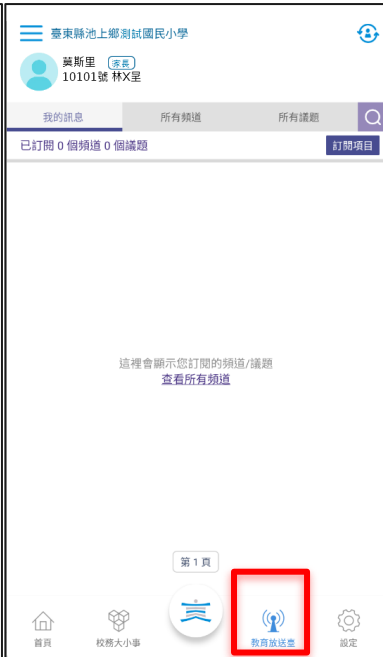 臺東縣池上鄉測試國民小學
莫斯里 家長
10101號 林X呈
我的訊息 所有頻道 所有議題
已訂閱 0 個頻道 0 個議題 訂閱項目
這裡會顯示您訂閱的頻道/議題
查看所有頻道
第 1 頁
首頁 校務大小事 教育放送臺 設定